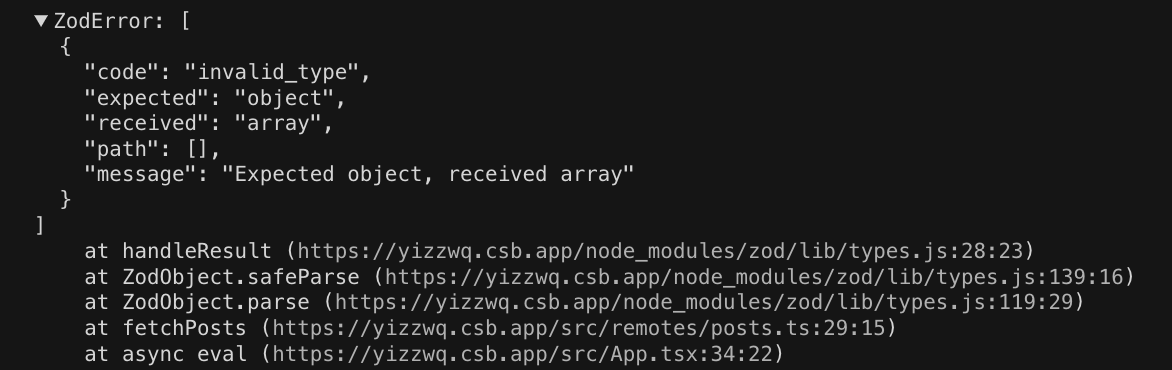 ▼ ZodError: [
  {
    "code": "invalid_type",
    "expected": "object",
    "received": "array",
    "path": [],
    "message": "Expected object, received array"
  }
]
    at handleResult (https://yizzwq.csb.app/node_modules/zod/lib/types.js:28:23)
    at ZodObject.safeParse (https://yizzwq.csb.app/node_modules/zod/lib/types.js:139:16)
    at ZodObject.parse (https://yizzwq.csb.app/node_modules/zod/lib/types.js:119:29)
    at fetchPosts (https://yizzwq.csb.app/src/remotes/posts.ts:29:15)
    at async eval (https://yizzwq.csb.app/src/App.tsx:34:22)